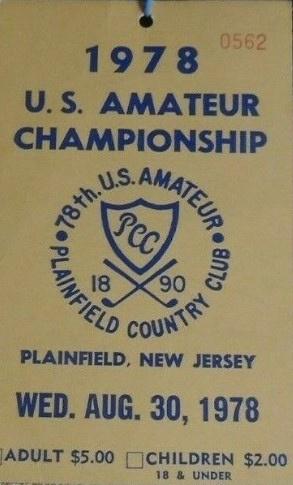 0562
1978
U.S. AMATEUR
CHAMPIONSHIP
78th. U.S. AMATEUR
PCC
18 90
PLAINFIELD COUNTRY CLUB
PLAINFIELD, NEW JERSEY
WED. AUG. 30, 1978
ADULT $5.00 CHILDREN $2.00
18 & UNDER